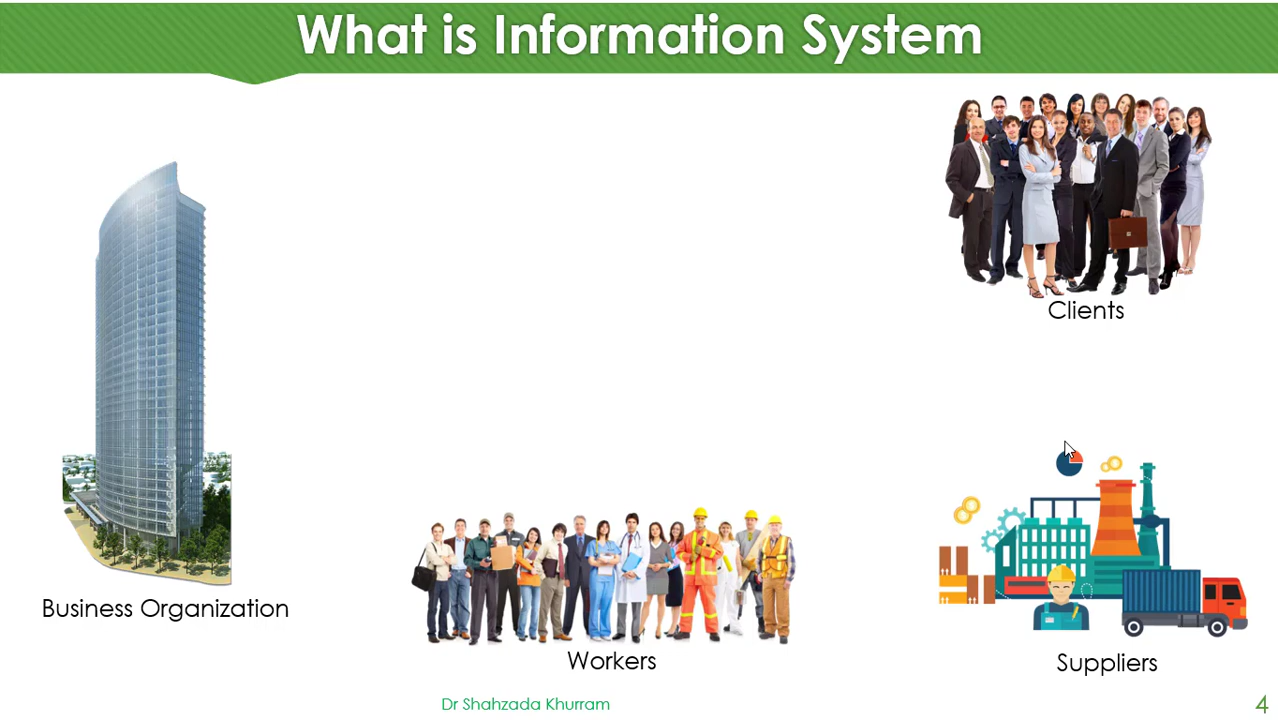 What is Information System
Clients
Business Organization
Workers
Suppliers
Dr Shahzada Khurram
4